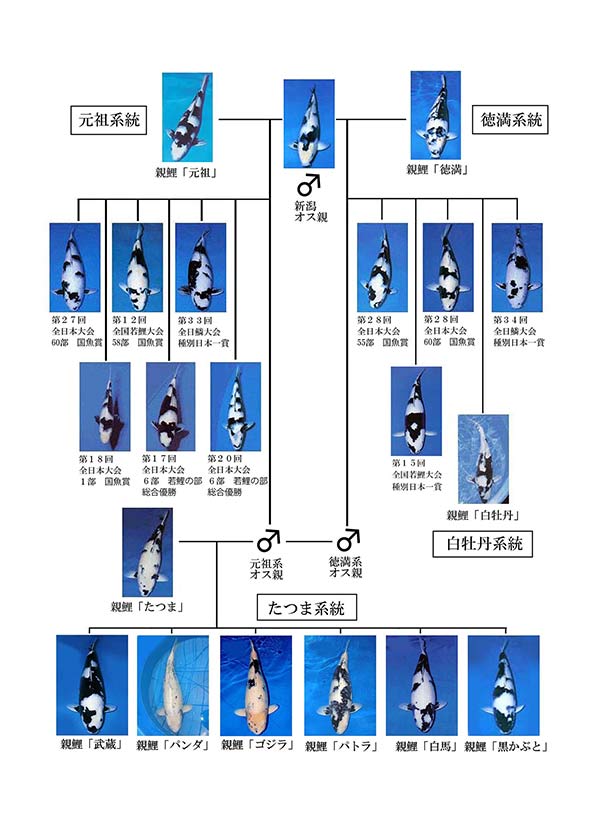 元祖系統
徳満系統
親鯉「元祖」
親鯉「徳満」
♂
新潟
オス親
第２７回
全日本大会
60部　国魚賞
第１２回
全国若鯉大会
58部　国魚賞
第３３回
全日鱗大会
種別日本一賞
第２８回
全日本大会
55部　国魚賞
第２８回
全日本大会
60部　国魚賞
第３４回
全日鱗大会
種別日本一賞
第１８回
全日本大会
１部　国魚賞
第１７回
全日本大会
６部　若鯉の部
総合優勝
第２０回
全日本大会
６部　若鯉の部
総合優勝
第１５回
全国若鯉大会
種別日本一賞
親鯉「白牡丹」
白牡丹系統
♂
元祖系
オス親
♂
徳満系
オス親
親鯉「たつま」
たつま系統
親鯉「武蔵」
親鯉「パンダ」
親鯉「ゴジラ」
親鯉「パトラ」
親鯉「白馬」
親鯉「黒かぶと」